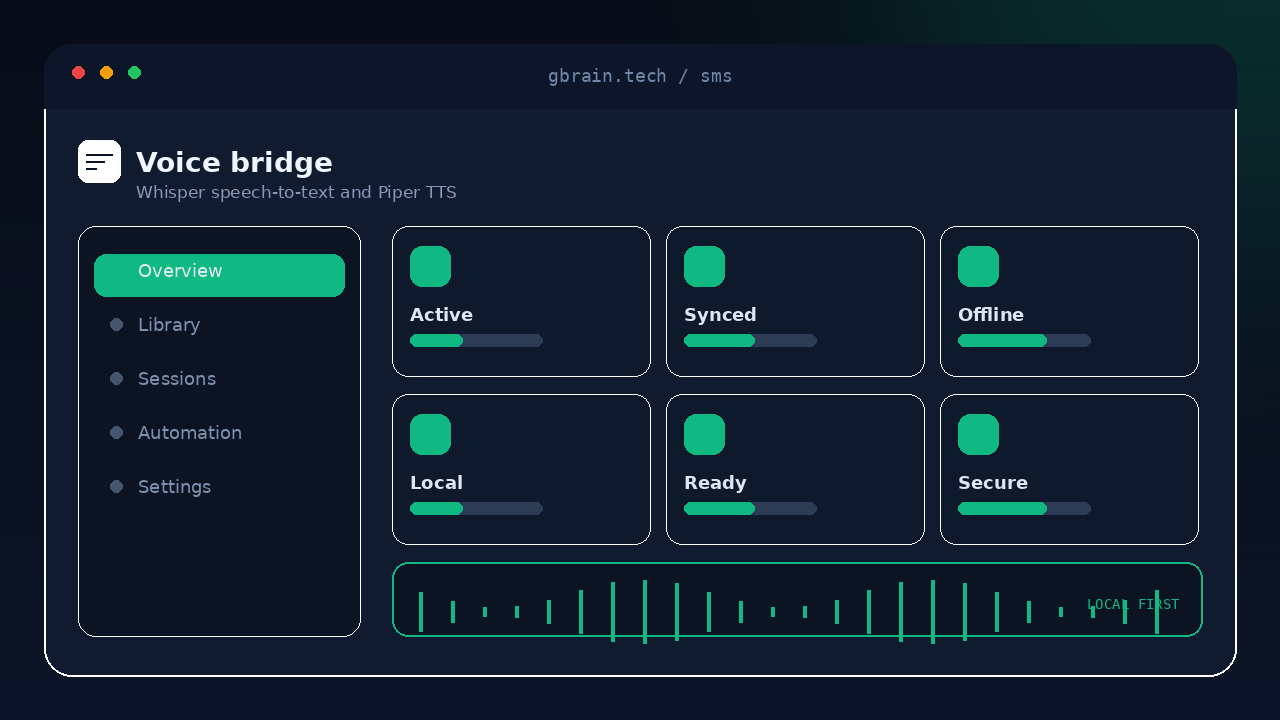 gbrain.tech / sms
Voice bridge
Whisper speech-to-text and Piper TTS
Overview
Library
Sessions
Automation
Settings
Active
Synced
Offline
Local
Ready
Secure
LOCAL FIRST